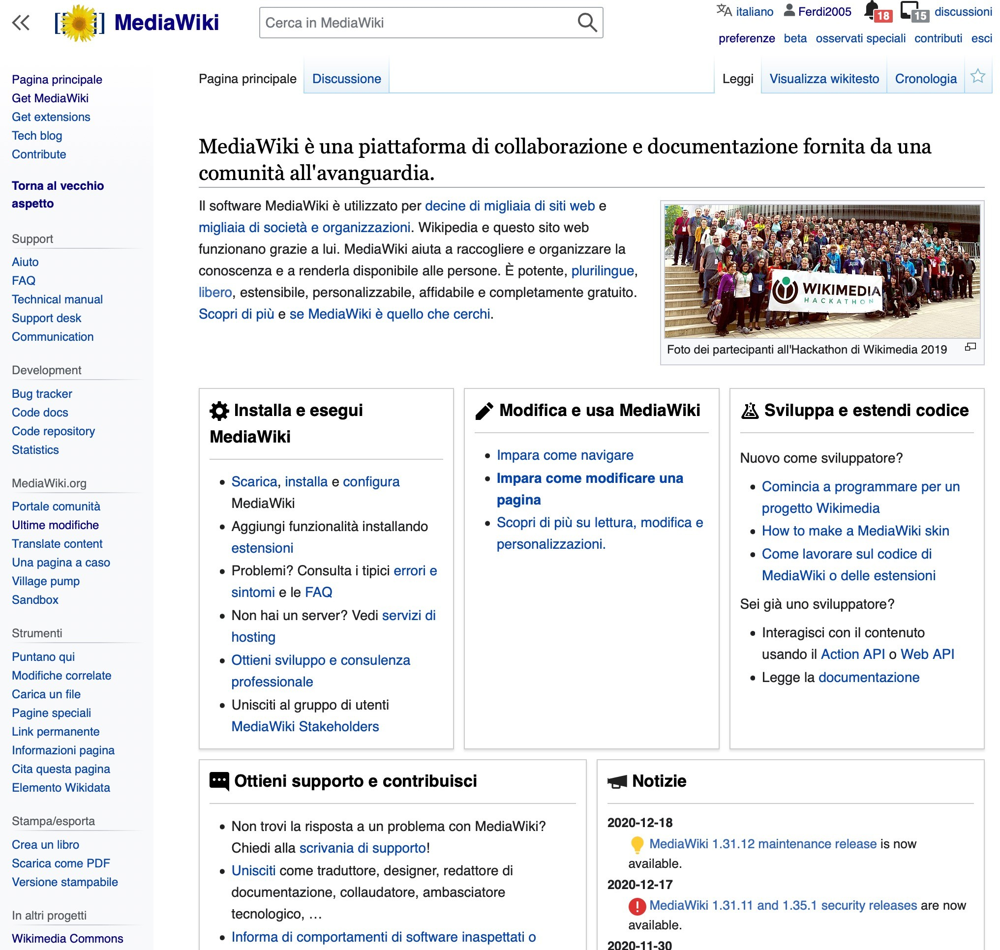 MediaWiki
Cerca in MediaWiki
italiano Ferdi2005 18 15 discussioni
preferenze beta osservati speciali contributi esci
Pagina principale
Get MediaWiki
Get extensions
Tech blog
Contribute
Torna al vecchio
aspetto
Support
Aiuto
FAQ
Technical manual
Support desk
Communication
Development
Bug tracker
Code docs
Code repository
Statistics
MediaWiki.org
Portale comunità
Ultime modifiche
Translate content
Una pagina a caso
Village pump
Sandbox
Strumenti
Puntano qui
Modifiche correlate
Carica un file
Pagine speciali
Link permanente
Informazioni pagina
Cita questa pagina
Elemento Wikidata
Stampa/esporta
Crea un libro
Scarica come PDF
Versione stampabile
In altri progetti
Wikimedia Commons
Pagina principale Discussione Leggi Visualizza wikitesto Cronologia
MediaWiki è una piattaforma di collaborazione e documentazione fornita da una
comunità all'avanguardia.
Il software MediaWiki è utilizzato per decine di migliaia di siti web e
migliaia di società e organizzazioni. Wikipedia e questo sito web
funzionano grazie a lui. MediaWiki aiuta a raccogliere e organizzare la
conoscenza e a renderla disponibile alle persone. È potente, plurilingue,
libero, estensibile, personalizzabile, affidabile e completamente gratuito.
Scopri di più e se MediaWiki è quello che cerchi.
WIKIMEDIA
HACKATHON
Foto dei partecipanti all'Hackathon di Wikimedia 2019
Installa e esegui
MediaWiki
Scarica, installa e configura
MediaWiki
Aggiungi funzionalità installando
estensioni
Problemi? Consulta i tipici errori e
sintomi e le FAQ
Non hai un server? Vedi servizi di
hosting
Ottieni sviluppo e consulenza
professionale
Unisciti al gruppo di utenti
MediaWiki Stakeholders
Modifica e usa MediaWiki
Impara come navigare
Impara come modificare una
pagina
Scopri di più su lettura, modifica e
personalizzazioni.
Sviluppa e estendi codice
Nuovo come sviluppatore?
Comincia a programmare per un
progetto Wikimedia
How to make a MediaWiki skin
Come lavorare sul codice di
MediaWiki o delle estensioni
Sei già uno sviluppatore?
Interagisci con il contenuto
usando il Action API o Web API
Legge la documentazione
Ottieni supporto e contribuisci
Non trovi la risposta a un problema con MediaWiki?
Chiedi alla scrivania di supporto!
Unisciti come traduttore, designer, redattore di
documentazione, collaudatore, ambasciatore
tecnologico, …
Informa di comportamenti di software inaspettati o
Notizie
2020-12-18
MediaWiki 1.31.12 maintenance release is now
available.
2020-12-17
MediaWiki 1.31.11 and 1.35.1 security releases are now
available.
2020-11-30